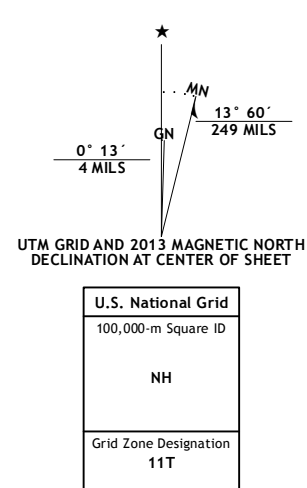 ★
MN
GN
13° 60´
249 MILS
0° 13´
4 MILS
UTM GRID AND 2013 MAGNETIC NORTH
DECLINATION AT CENTER OF SHEET
U.S. National Grid
100,000-m Square ID
NH
Grid Zone Designation
11T